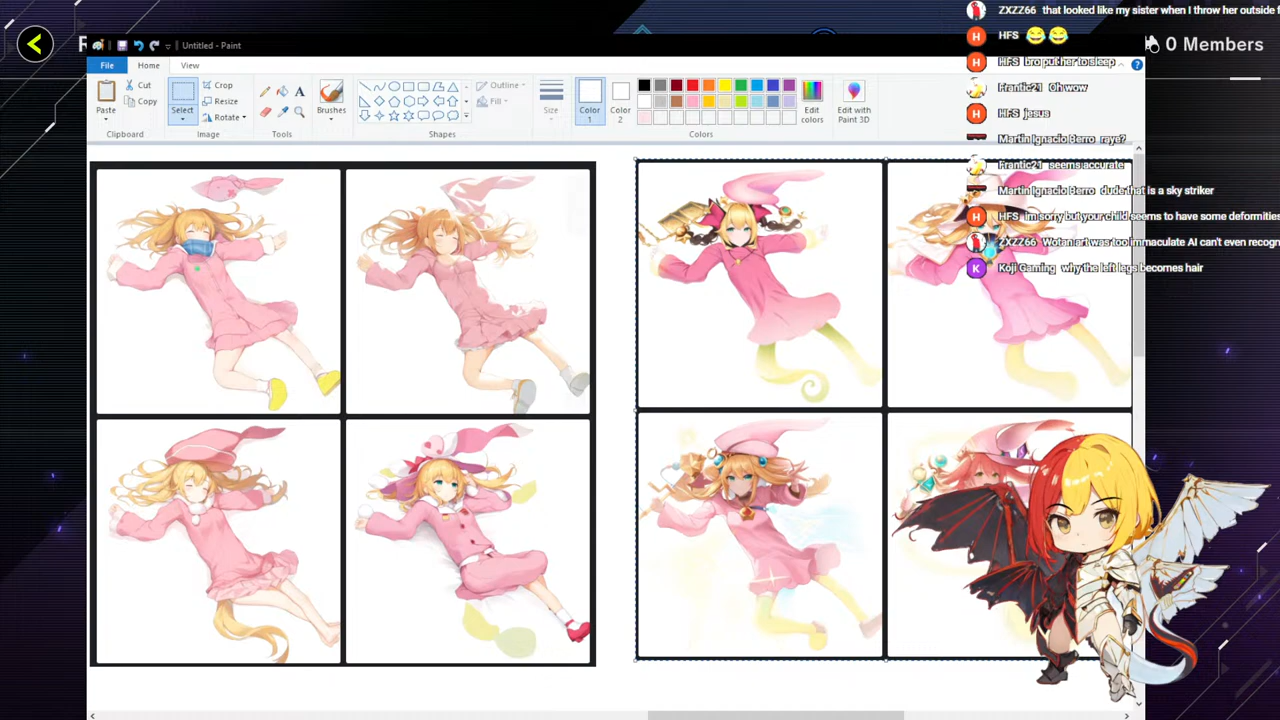 ZXZZ66 that looked like my sister when I throw her outside
R
Untitled - Paint
HFS
0 Members
File
Home
View
HFS bro put her to sleep
Paste
Cut
Copy
Select
Crop
Resize
Rotate
A
Brushes
Outline
Fill
Size
Color
1
Color
2
Edit
colors
Edit with
Paint 3D
Clipboard
Image
Tools
Shapes
Colors
Frantic21 Oh wow
HFS jesus
Martin Ignacio Berro raye?
Frantic21 seems accurate
Martin Ignacio Berro dude that is a sky striker
HFS im sorry but your child seems to have some deformities
ZXZZ66 Wotan art was too immaculate AI can't even
Koji Gaming why the left legs becomes hair